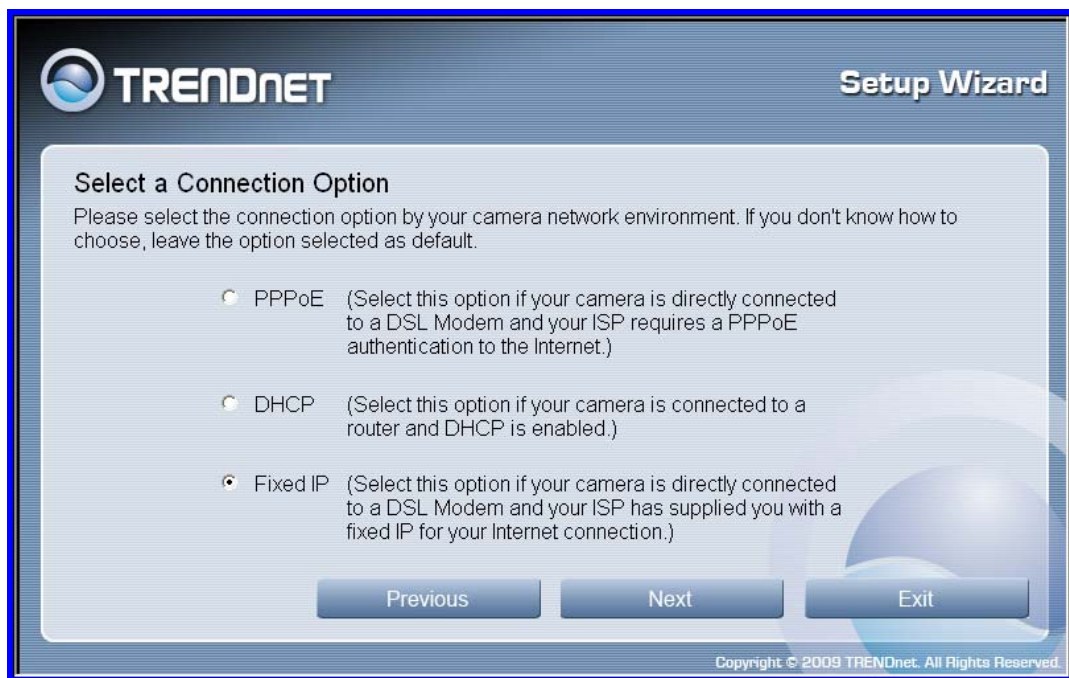 TRENDNET
Setup Wizard
Select a Connection Option
Please select the connection option by your camera network environment. If you don't know how to
choose, leave the option selected as default.
PPPoE (Select this option if your camera is directly connected
to a DSL Modem and your ISP requires a PPPoE
authentication to the Internet.)
DHCP (Select this option if your camera is connected to a
router and DHCP is enabled.)
Fixed IP (Select this option if your camera is directly connected
to a DSL Modem and your ISP has supplied you with a
fixed IP for your Internet connection.)
Previous Next Exit
Copyright © 2009 TRENDnet. All Rights Reserved.